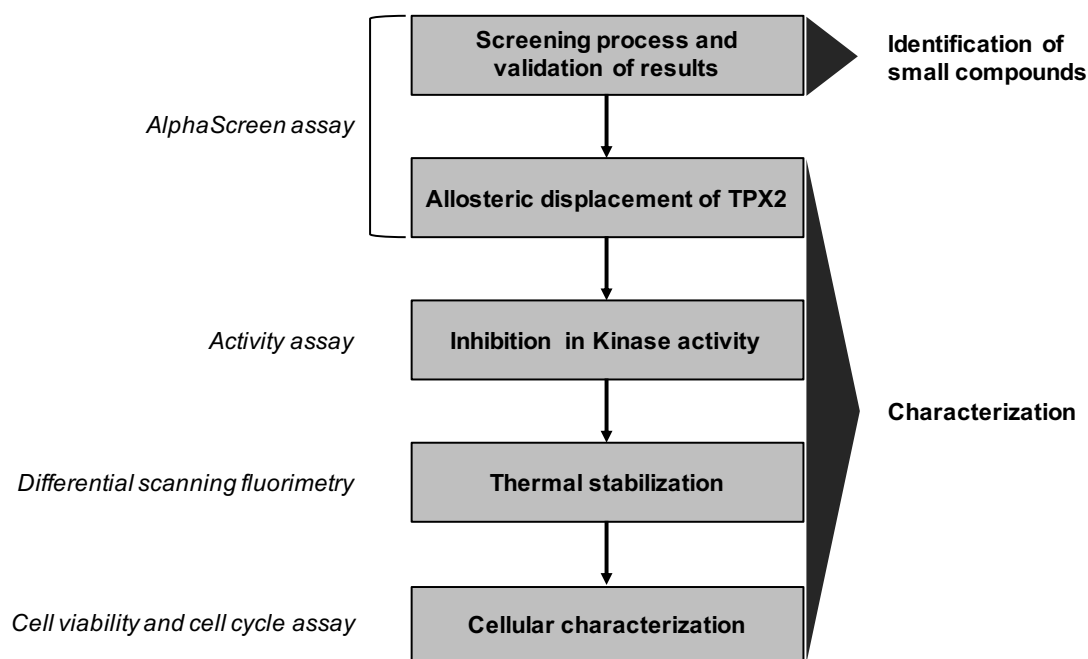 Screening process and
validation of results
Identification of
small compounds
AlphaScreen assay
Allosteric displacement of TPX2
Activity assay
Inhibition in Kinase activity
Characterization
Differential scanning fluorimetry
Thermal stabilization
Cell viability and cell cycle assay
Cellular characterization